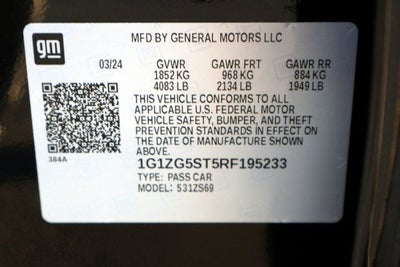 gm
MFD BY GENERAL MOTORS LLC
03/24 GVWR GAWR FRT GAWR RR
1852 KG 968 KG 884 KG
4083 LB 2134 LB 1949 LB
THIS VEHICLE CONFORMS TO ALL
APPLICABLE U.S. FEDERAL MOTOR
VEHICLE SAFETY, BUMPER, AND THEFT
PREVENTION STANDARDS IN EFFECT ON
THE DATE OF MANUFACTURE SHOWN
ABOVE.
384A
1G1ZG5ST5RF195233
TYPE: PASS CAR
MODEL: 531ZS69